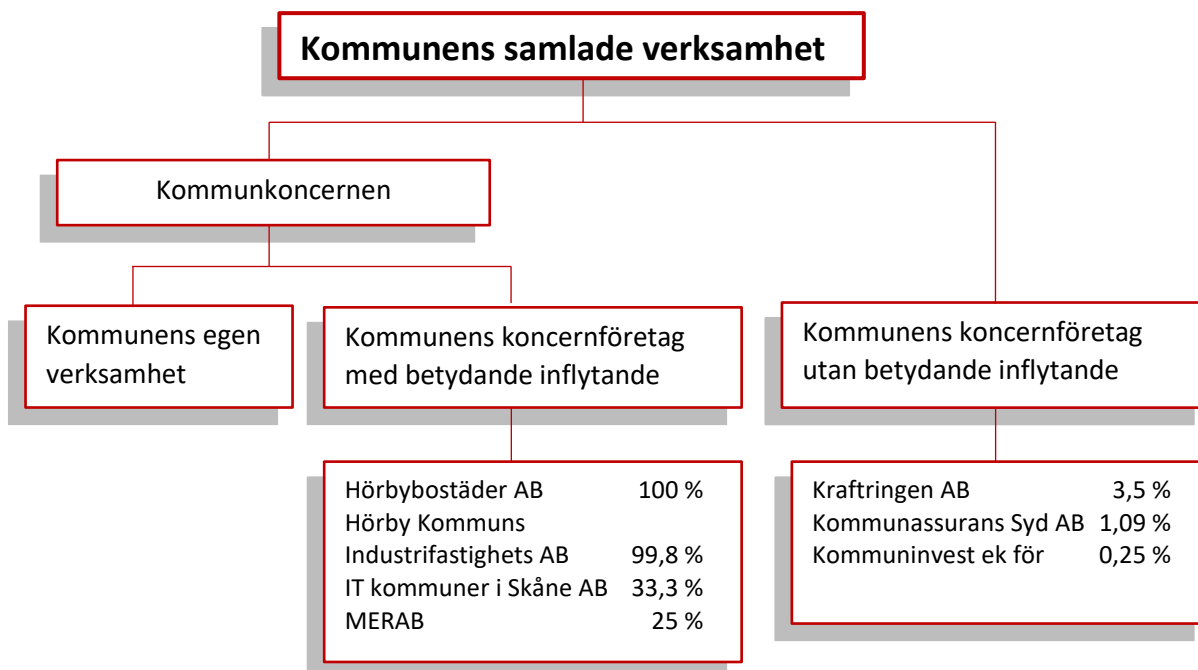 Kommunens samlade verksamhet
Kommunkoncernen
Kommunens egen
verksamhet
Kommunens koncernföretag
med betydande inflytande
Kommunens koncernföretag
utan betydande inflytande
Hörbybostäder AB 100 %
Hörby Kommuns
Industrifastighets AB 99,8 %
IT kommuner i Skåne AB 33,3 %
MERAB 25 %
Kraftringen AB 3,5 %
Kommunassurans Syd AB 1,09 %
Kommuninvest ek för 0,25 %